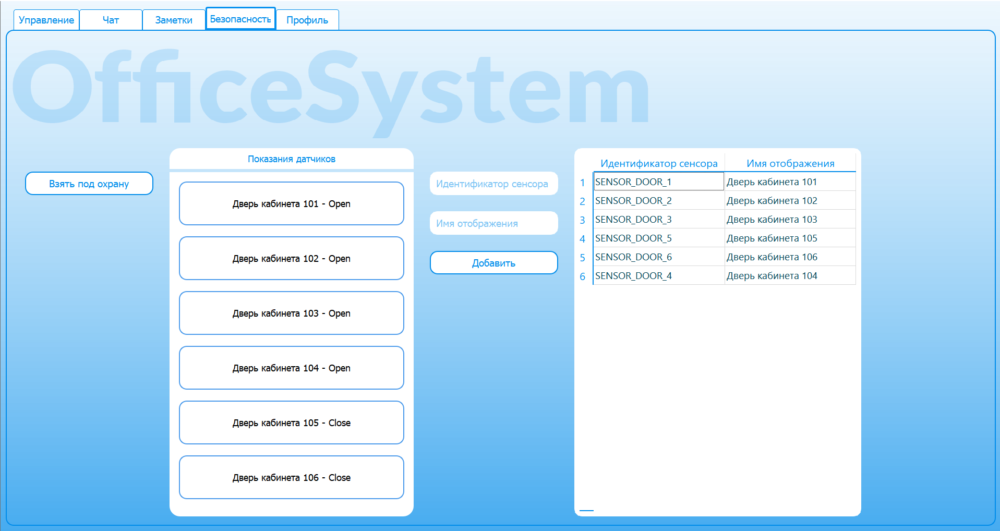 Управление Чат Заметки Безопасность Профиль
OfficeSystem
Взять под охрану
Показания датчиков
Дверь кабинета 101 - Open
Дверь кабинета 102 - Open
Дверь кабинета 103 - Open
Дверь кабинета 104 - Open
Дверь кабинета 105 - Close
Дверь кабинета 106 - Close
Идентификатор сенсора
Имя отображения
Добавить
Идентификатор сенсора Имя отображения
1 SENSOR_DOOR_1 Дверь кабинета 101
2 SENSOR_DOOR_2 Дверь кабинета 102
3 SENSOR_DOOR_3 Дверь кабинета 103
4 SENSOR_DOOR_5 Дверь кабинета 105
5 SENSOR_DOOR_6 Дверь кабинета 106
6 SENSOR_DOOR_4 Дверь кабинета 104